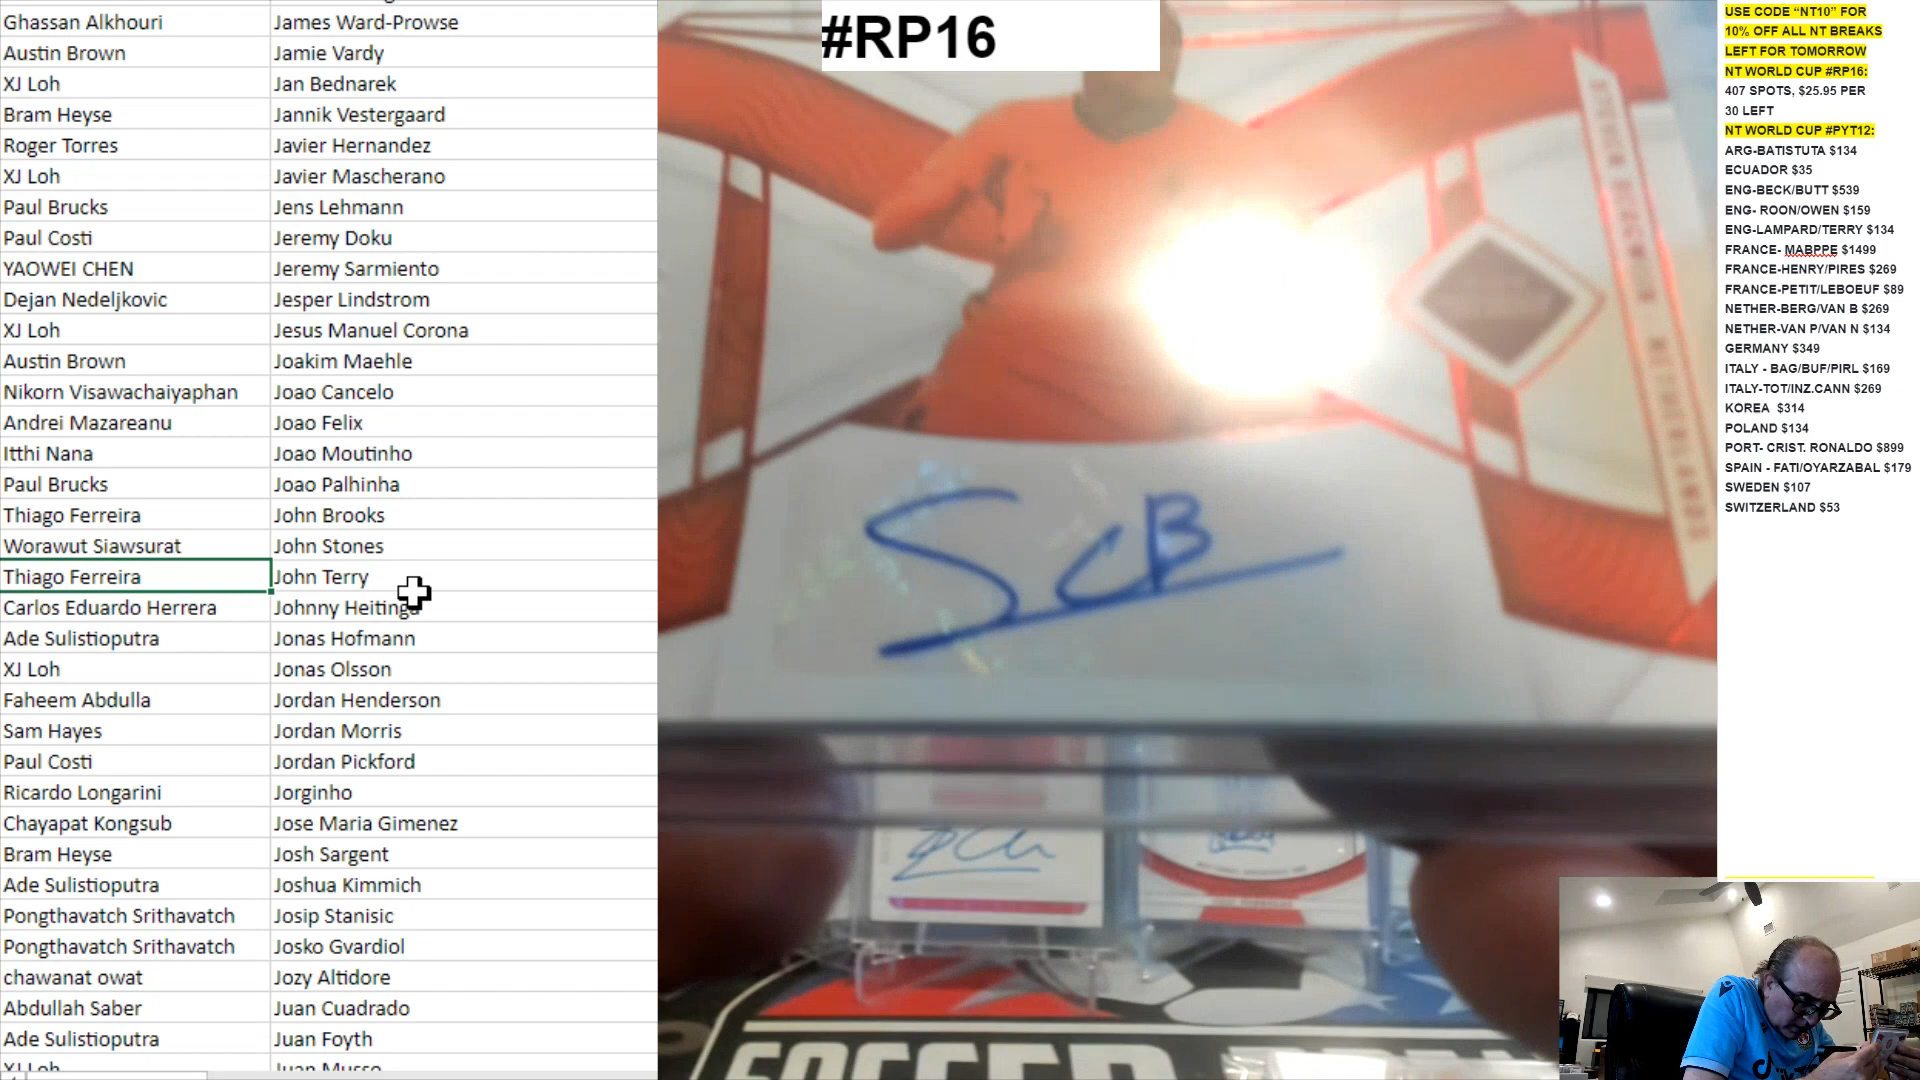 #RP16
Ghassan Alkhouri James Ward-Prowse
Austin Brown Jamie Vardy
XJ Loh Jan Bednarek
Bram Heyse Jannik Vestergaard
Roger Torres Javier Hernandez
XJ Loh Javier Mascherano
Paul Brucks Jens Lehmann
Paul Costi Jeremy Doku
YAOWEI CHEN Jeremy Sarmiento
Dejan Nedeljkovic Jesper Lindstrom
XJ Loh Jesus Manuel Corona
Austin Brown Joakim Maehle
Nikorn Visawachaiyaphan Joao Cancelo
Andrei Mazareanu Joao Felix
Itthi Nana Joao Moutinho
Paul Brucks Joao Palhinha
Thiago Ferreira John Brooks
Worawut Siawsurat John Stones
Thiago Ferreira John Terry
Carlos Eduardo Herrera Johnny Heitinga
Ade Sulistioputra Jonas Hofmann
XJ Loh Jonas Olsson
Faheem Abdulla Jordan Henderson
Sam Hayes Jordan Morris
Paul Costi Jordan Pickford
Ricardo Longarini Jorginho
Chayapat Kongsub Jose Maria Gimenez
Bram Heyse Josh Sargent
Ade Sulistioputra Joshua Kimmich
Pongthavatch Srithavatch Josip Stanisic
Pongthavatch Srithavatch Josko Gvardiol
chawanat owat Jozy Altidore
Abdullah Saber Juan Cuadrado
Ade Sulistioputra Juan Foyth
XJ Loh Juan Musso
NETHERLANDS
SCB
SOCCER
USE CODE “NT10” FOR
10% OFF ALL NT BREAKS
LEFT FOR TOMORROW
NT WORLD CUP #RP16:
407 SPOTS, $25.95 PER
30 LEFT
NT WORLD CUP #PYT12:
ARG-BATISTUTA $134
ECUADOR $35
ENG-BECK/BUTT $539
ENG- ROON/OWEN $159
ENG-LAMPARD/TERRY $134
FRANCE- MABPPE $1499
FRANCE-HENRY/PIRES $269
FRANCE-PETIT/LEBOEUF $89
NETHER-BERG/VAN B $269
NETHER-VAN P/VAN N $134
GERMANY $349
ITALY - BAG/BUF/PIRL $169
ITALY-TOT/INZ.CANN $269
KOREA $314
POLAND $134
PORT- CRIST. RONALDO $899
SPAIN - FATI/OYARZABAL $179
SWEDEN $107
SWITZERLAND $53